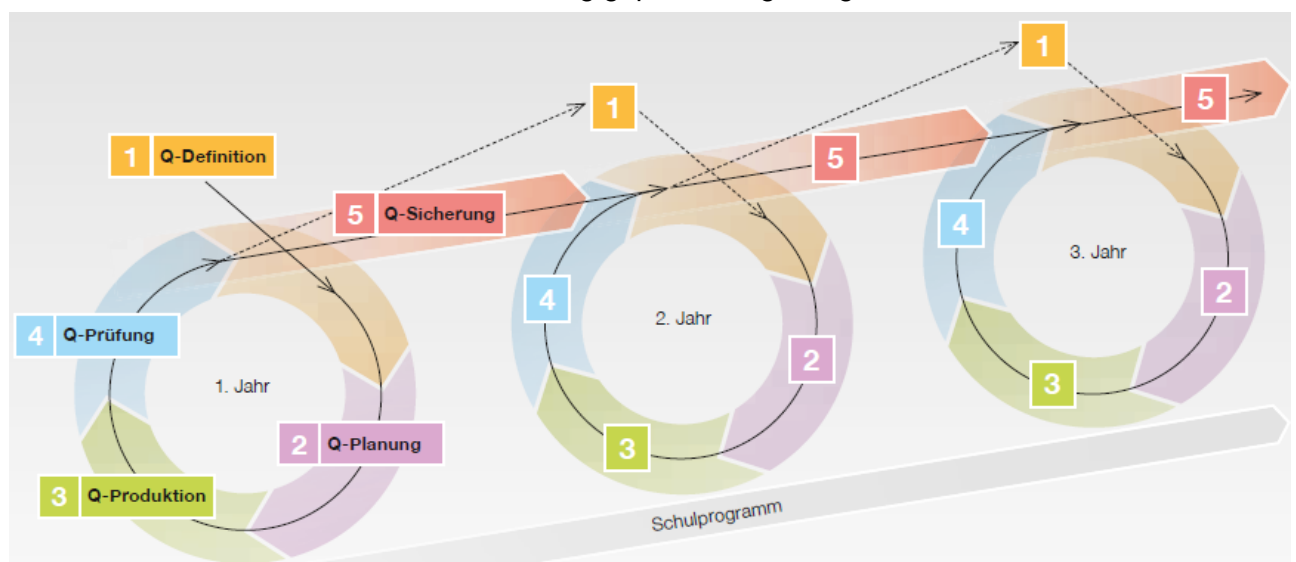 1 Q-Definition
5 Q-Sicherung
4 Q-Prüfung
1. Jahr
2 Q-Planung
3 Q-Produktion
1
5
4
2. Jahr
2
3
1
5
4
3. Jahr
2
3
Schulprogramm